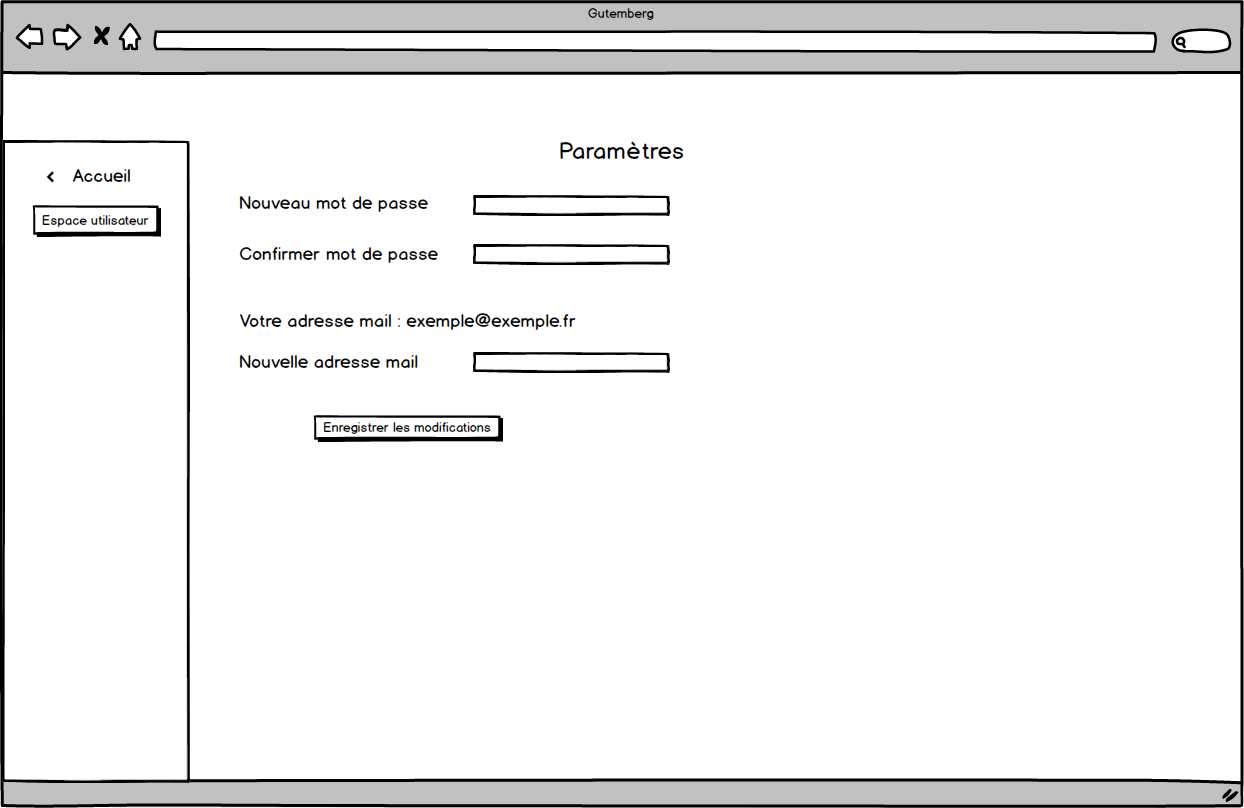 Gutemberg
Paramètres
Accueil
Espace utilisateur
Nouveau mot de passe
Confirmer mot de passe
Votre adresse mail : exemple@exemple.fr
Nouvelle adresse mail
Enregistrer les modifications